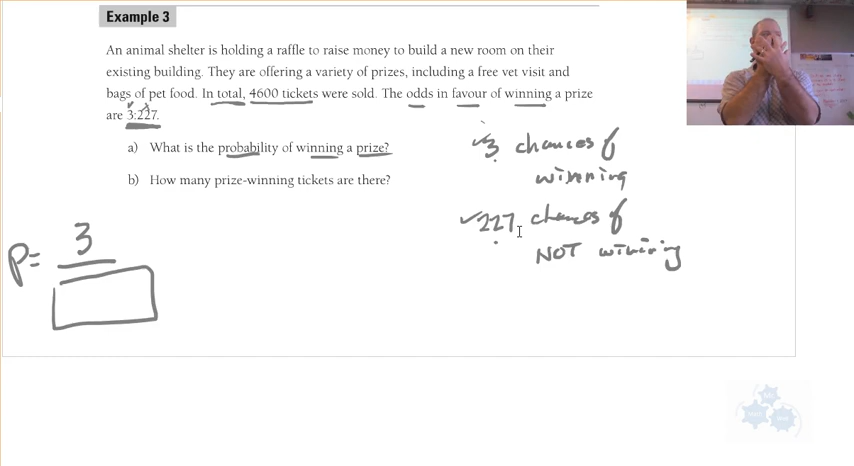 Example 3
An animal shelter is holding a raffle to raise money to build a new room on their
existing building. They are offering a variety of prizes, including a free vet visit and
bags of pet food. In total, 4600 tickets were sold. The odds in favour of winning a prize
are 3:227.
a) What is the probability of winning a prize?
b) How many prize-winning tickets are there?
3 chances of
winning
227 chances of
NOT winning
P = 3